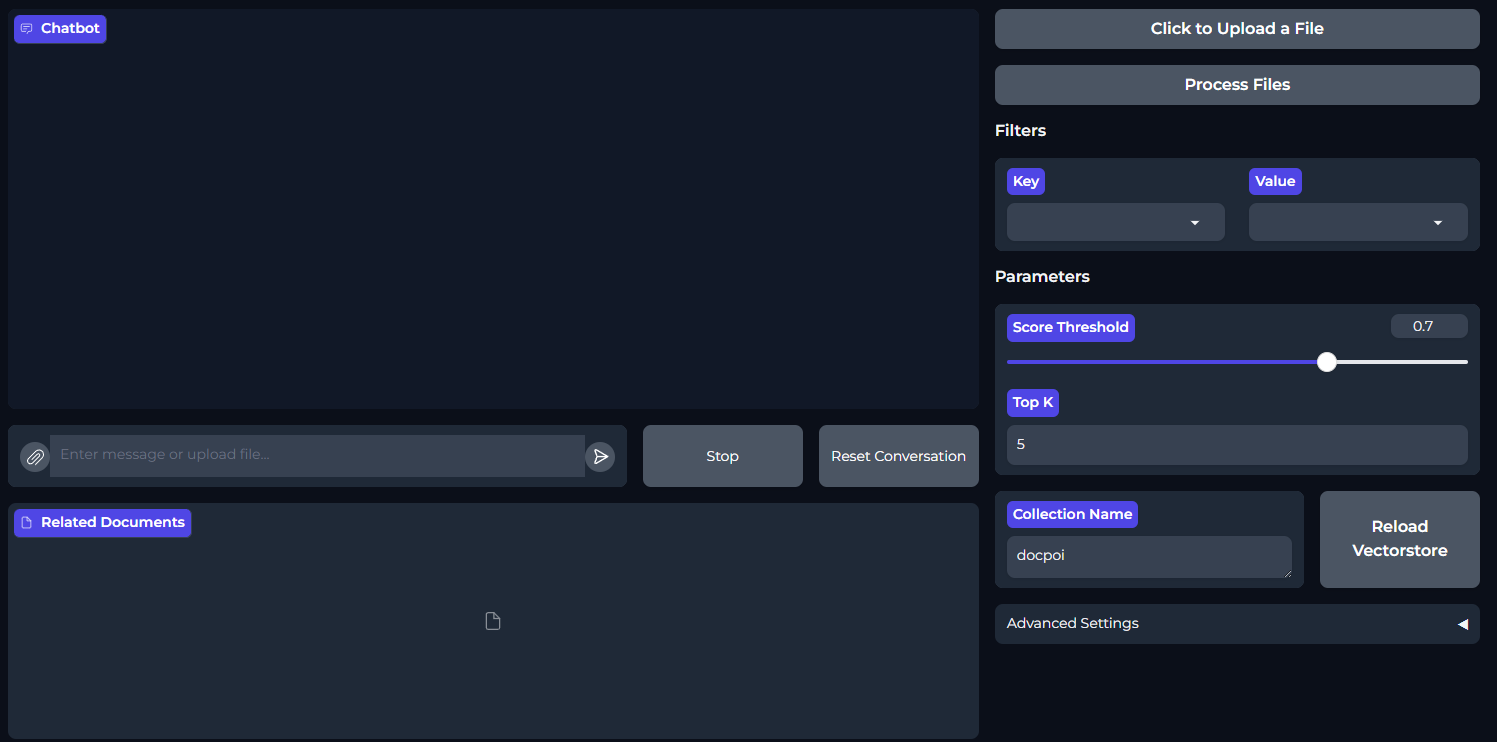 Chatbot
Enter message or upload file...
Stop
Reset Conversation
Related Documents
Click to Upload a File
Process Files
Filters
Key
Value
Parameters
Score Threshold
0.7
Top K
5
Collection Name
docpoi
Reload
Vectorstore
Advanced Settings